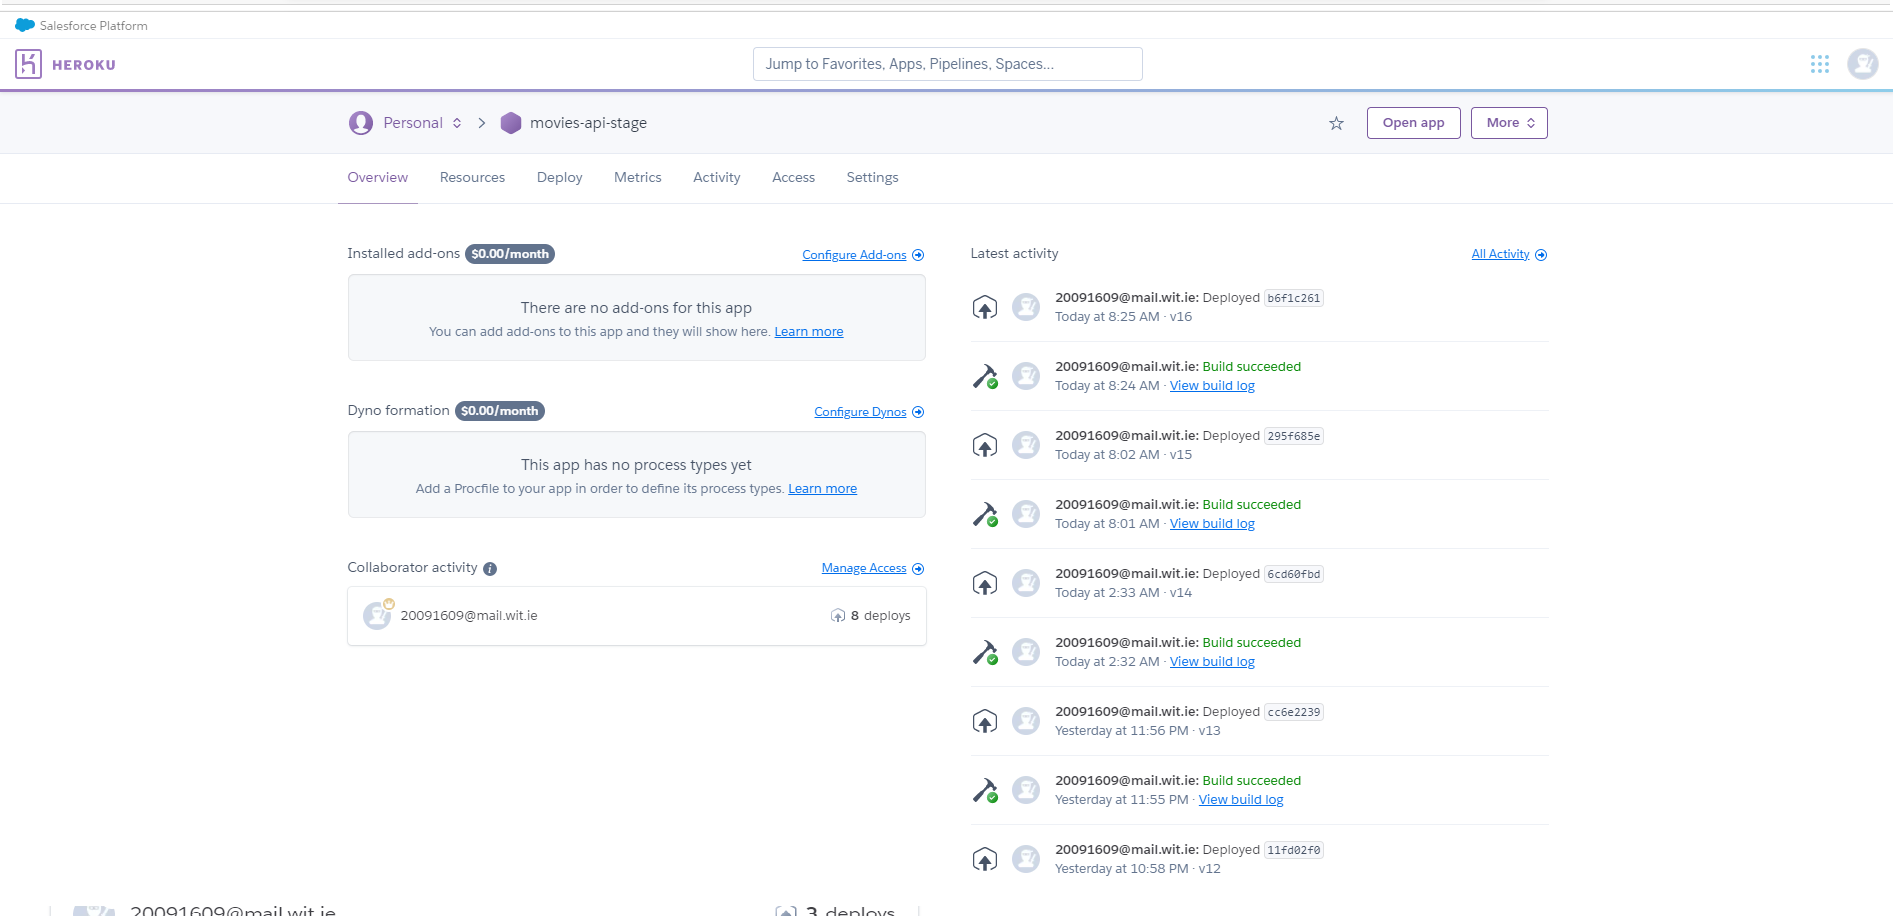 Salesforce Platform
HEROKU
Jump to Favorites, Apps, Pipelines, Spaces...
Personal
movies-api-stage
Open app
More
Overview
Resources
Deploy
Metrics
Activity
Access
Settings
Installed add-ons $0.00/month
Configure Add-ons
There are no add-ons for this app
You can add add-ons to this app and they will show here. Learn more
Dyno formation $0.00/month
Configure Dynos
This app has no process types yet
Add a Procfile to your app in order to define its process types. Learn more
Collaborator activity
Manage Access
20091609@mail.wit.ie
8 deploys
Latest activity
All Activity
20091609@mail.wit.ie: Deployed b6f1c261
Today at 8:25 AM · v16
20091609@mail.wit.ie: Build succeeded
Today at 8:24 AM · View build log
20091609@mail.wit.ie: Deployed 295f685e
Today at 8:02 AM · v15
20091609@mail.wit.ie: Build succeeded
Today at 8:01 AM · View build log
20091609@mail.wit.ie: Deployed 6cd60fbd
Today at 2:33 AM · v14
20091609@mail.wit.ie: Build succeeded
Today at 2:32 AM · View build log
20091609@mail.wit.ie: Deployed cc6e2239
Yesterday at 11:56 PM · v13
20091609@mail.wit.ie: Build succeeded
Yesterday at 11:55 PM · View build log
20091609@mail.wit.ie: Deployed 11fd02f0
Yesterday at 10:58 PM · v12
20091609@mail.wit.ie
3 deploys